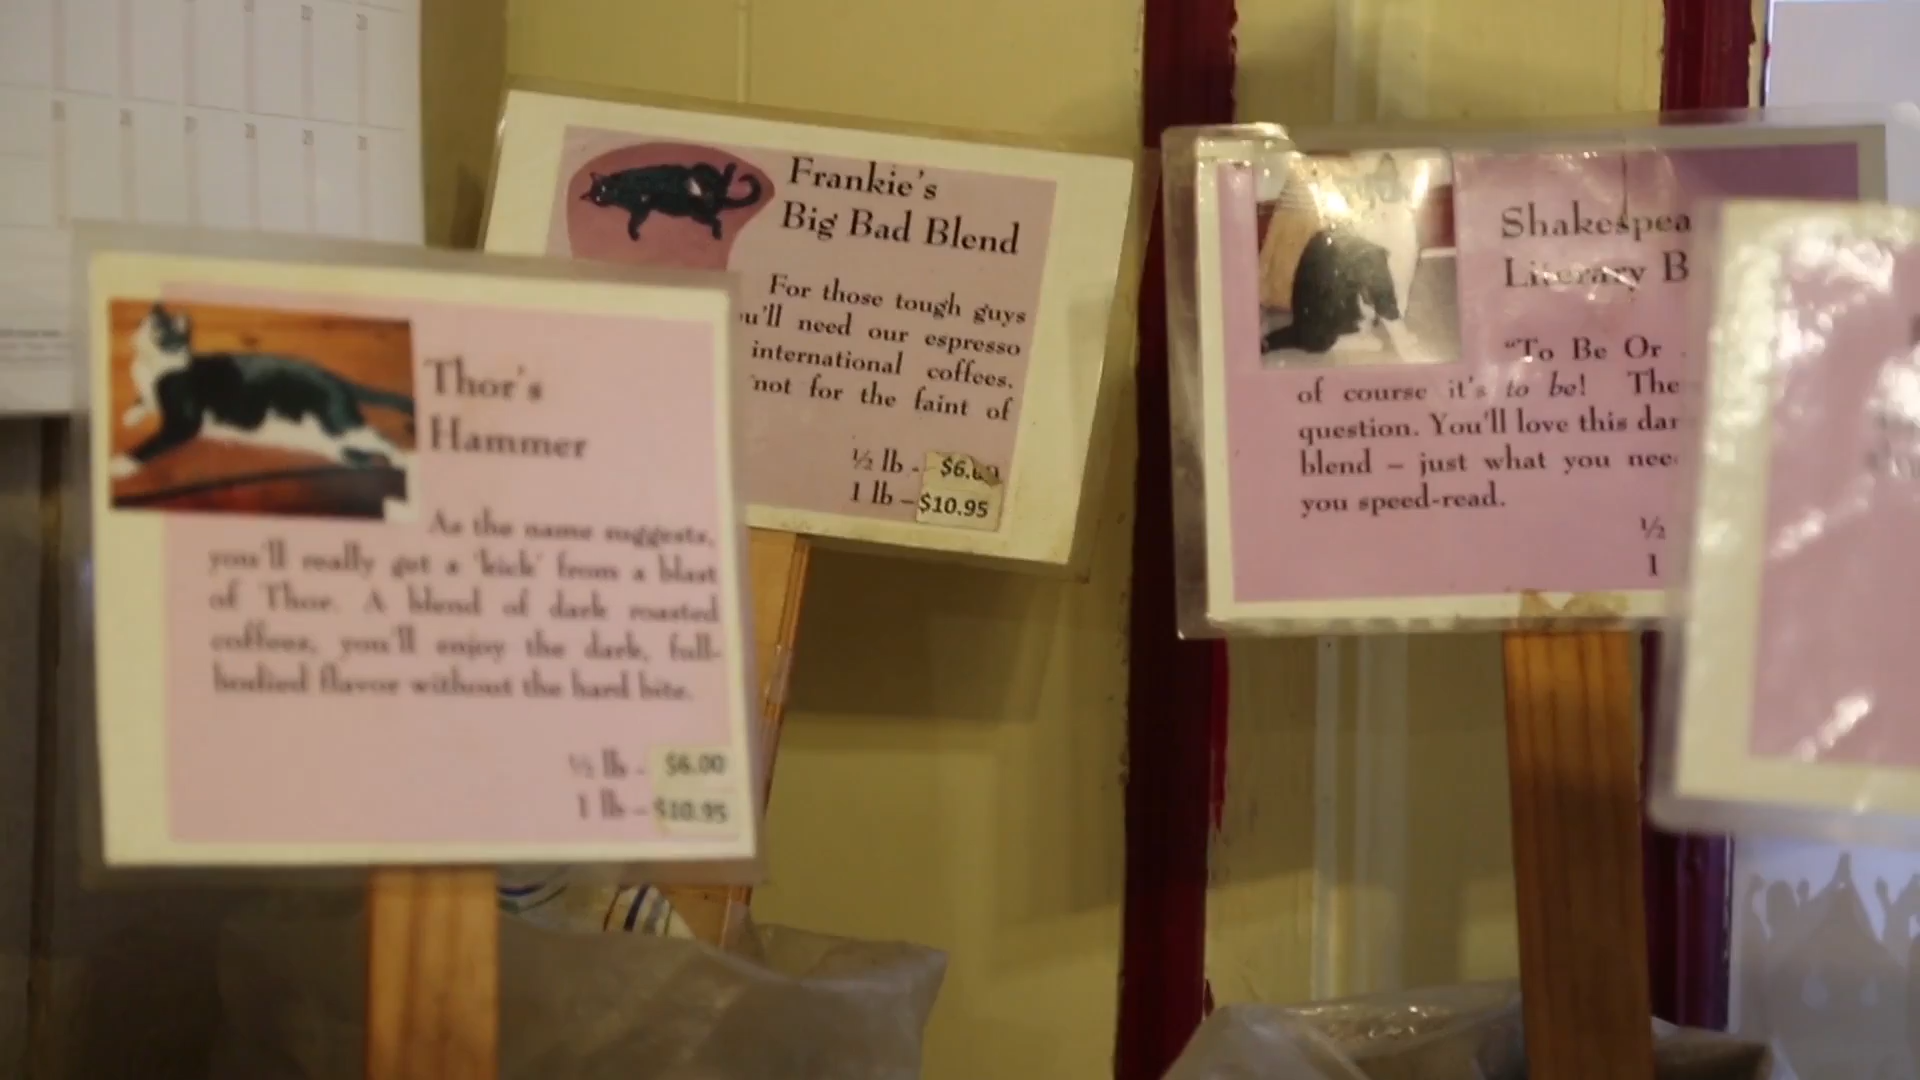 Thor's
Hammer
As the name suggests,
you'll really get a 'kick' from a blast
of Thor. A blend of dark roasted
coffees, you'll enjoy the dark, full-
bodied flavor without the hard bite.
½ lb - $6.00
1 lb - $10.95
Frankie's
Big Bad Blend
For those tough guys
u'll need our espresso
international coffees.
not for the faint of
½ lb -
1 lb - $10.95
Shakespea
Literary B
"To Be Or
of course it's to be! The
question. You'll love this dar
blend – just what you nee
you speed-read.
½
1